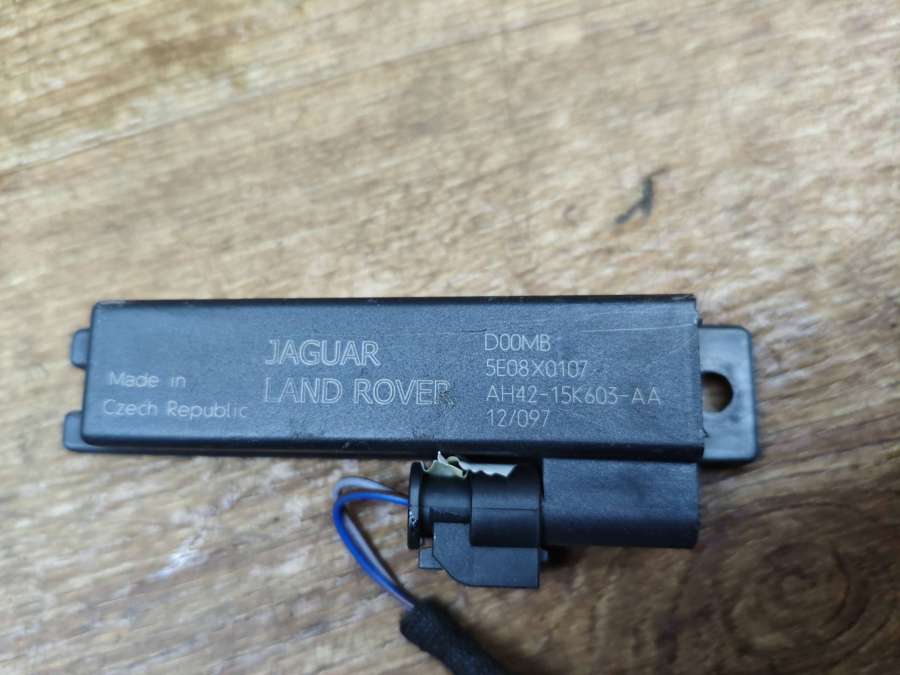 Made in
Czech Republic
JAGUAR
LAND ROVER
D00MB
5E08X0107
AH42-15K603-AA
12/097